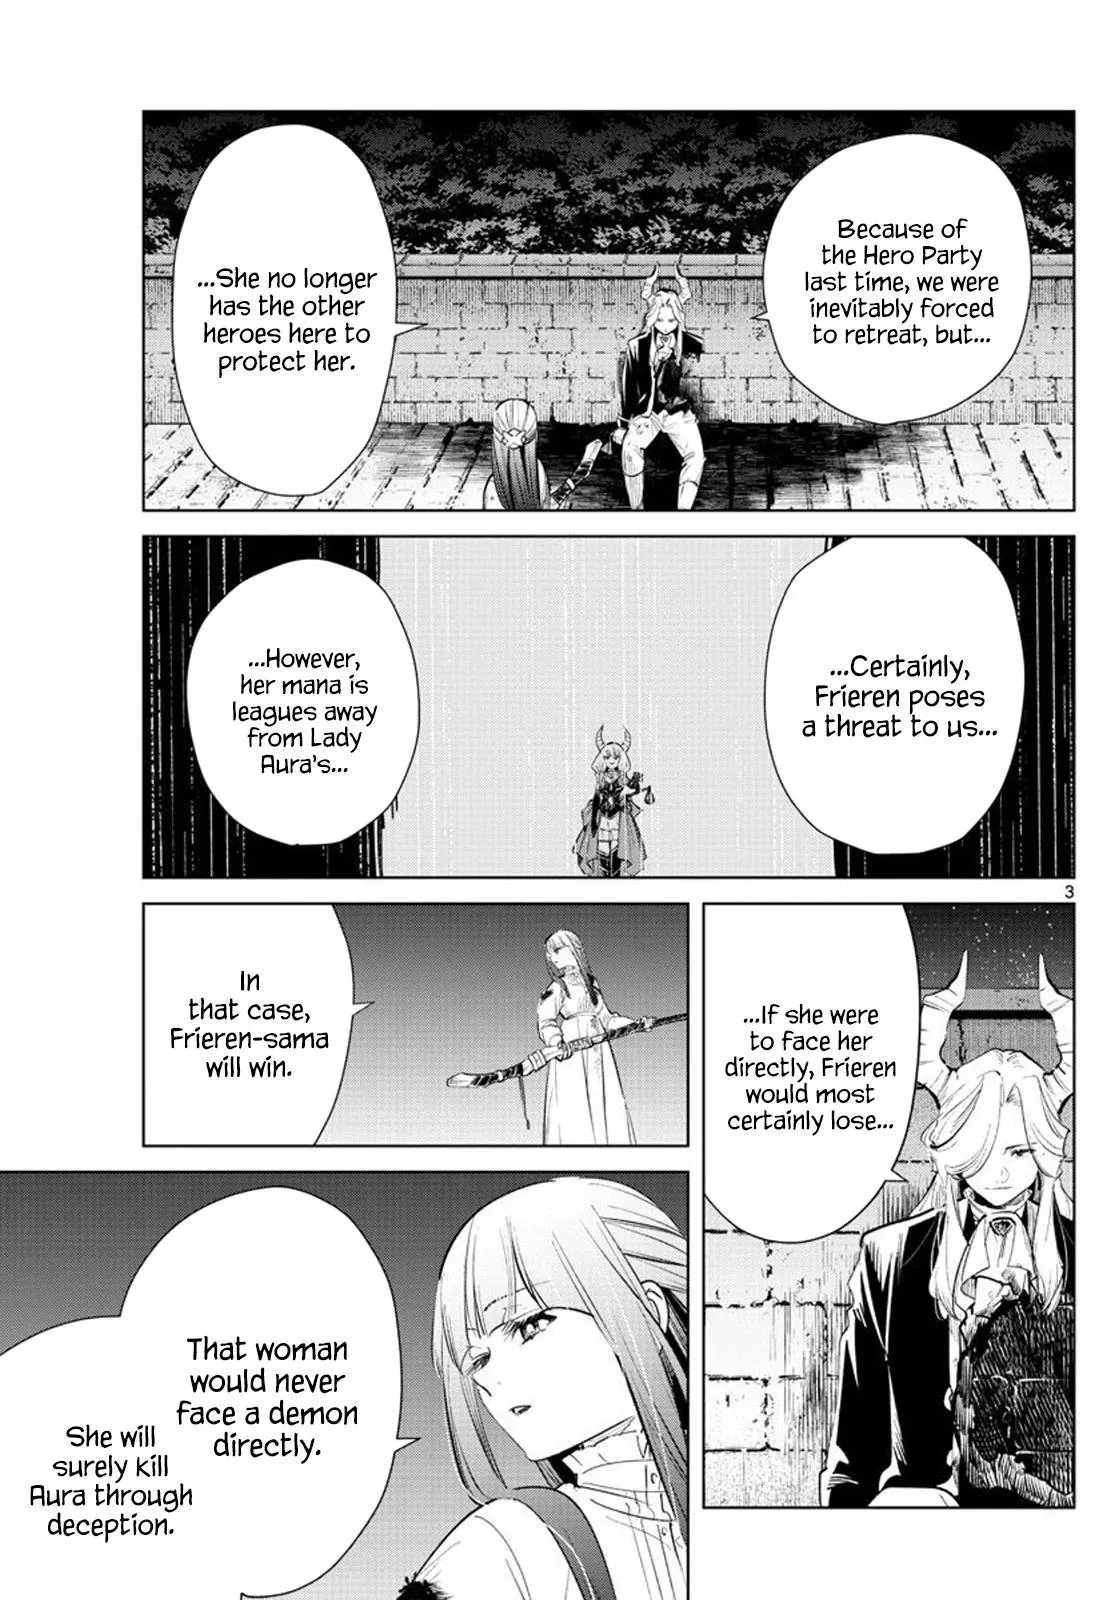 Because of
the Hero Party
last time, we were
inevitably forced
to retreat, but...
...She no longer
has the other
heroes here to
protect her.
...Certainly,
Frieren poses
a threat to us...
...However,
her mana is
leagues away
from Lady
Aura's...
3
...If she were
to face her
directly, Frieren
would most
certainly lose...
In
that case,
Frieren-sama
will win.
That woman
would never
face a demon
directly.
She will
surely kill
Aura through
deception.